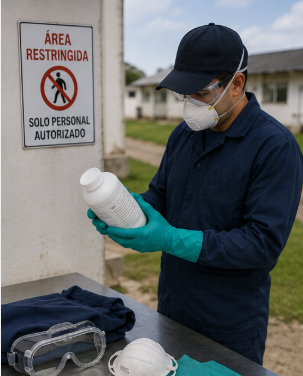 ÁREA
RESTRINGIDA
SOLO PERSONAL
AUTORIZADO